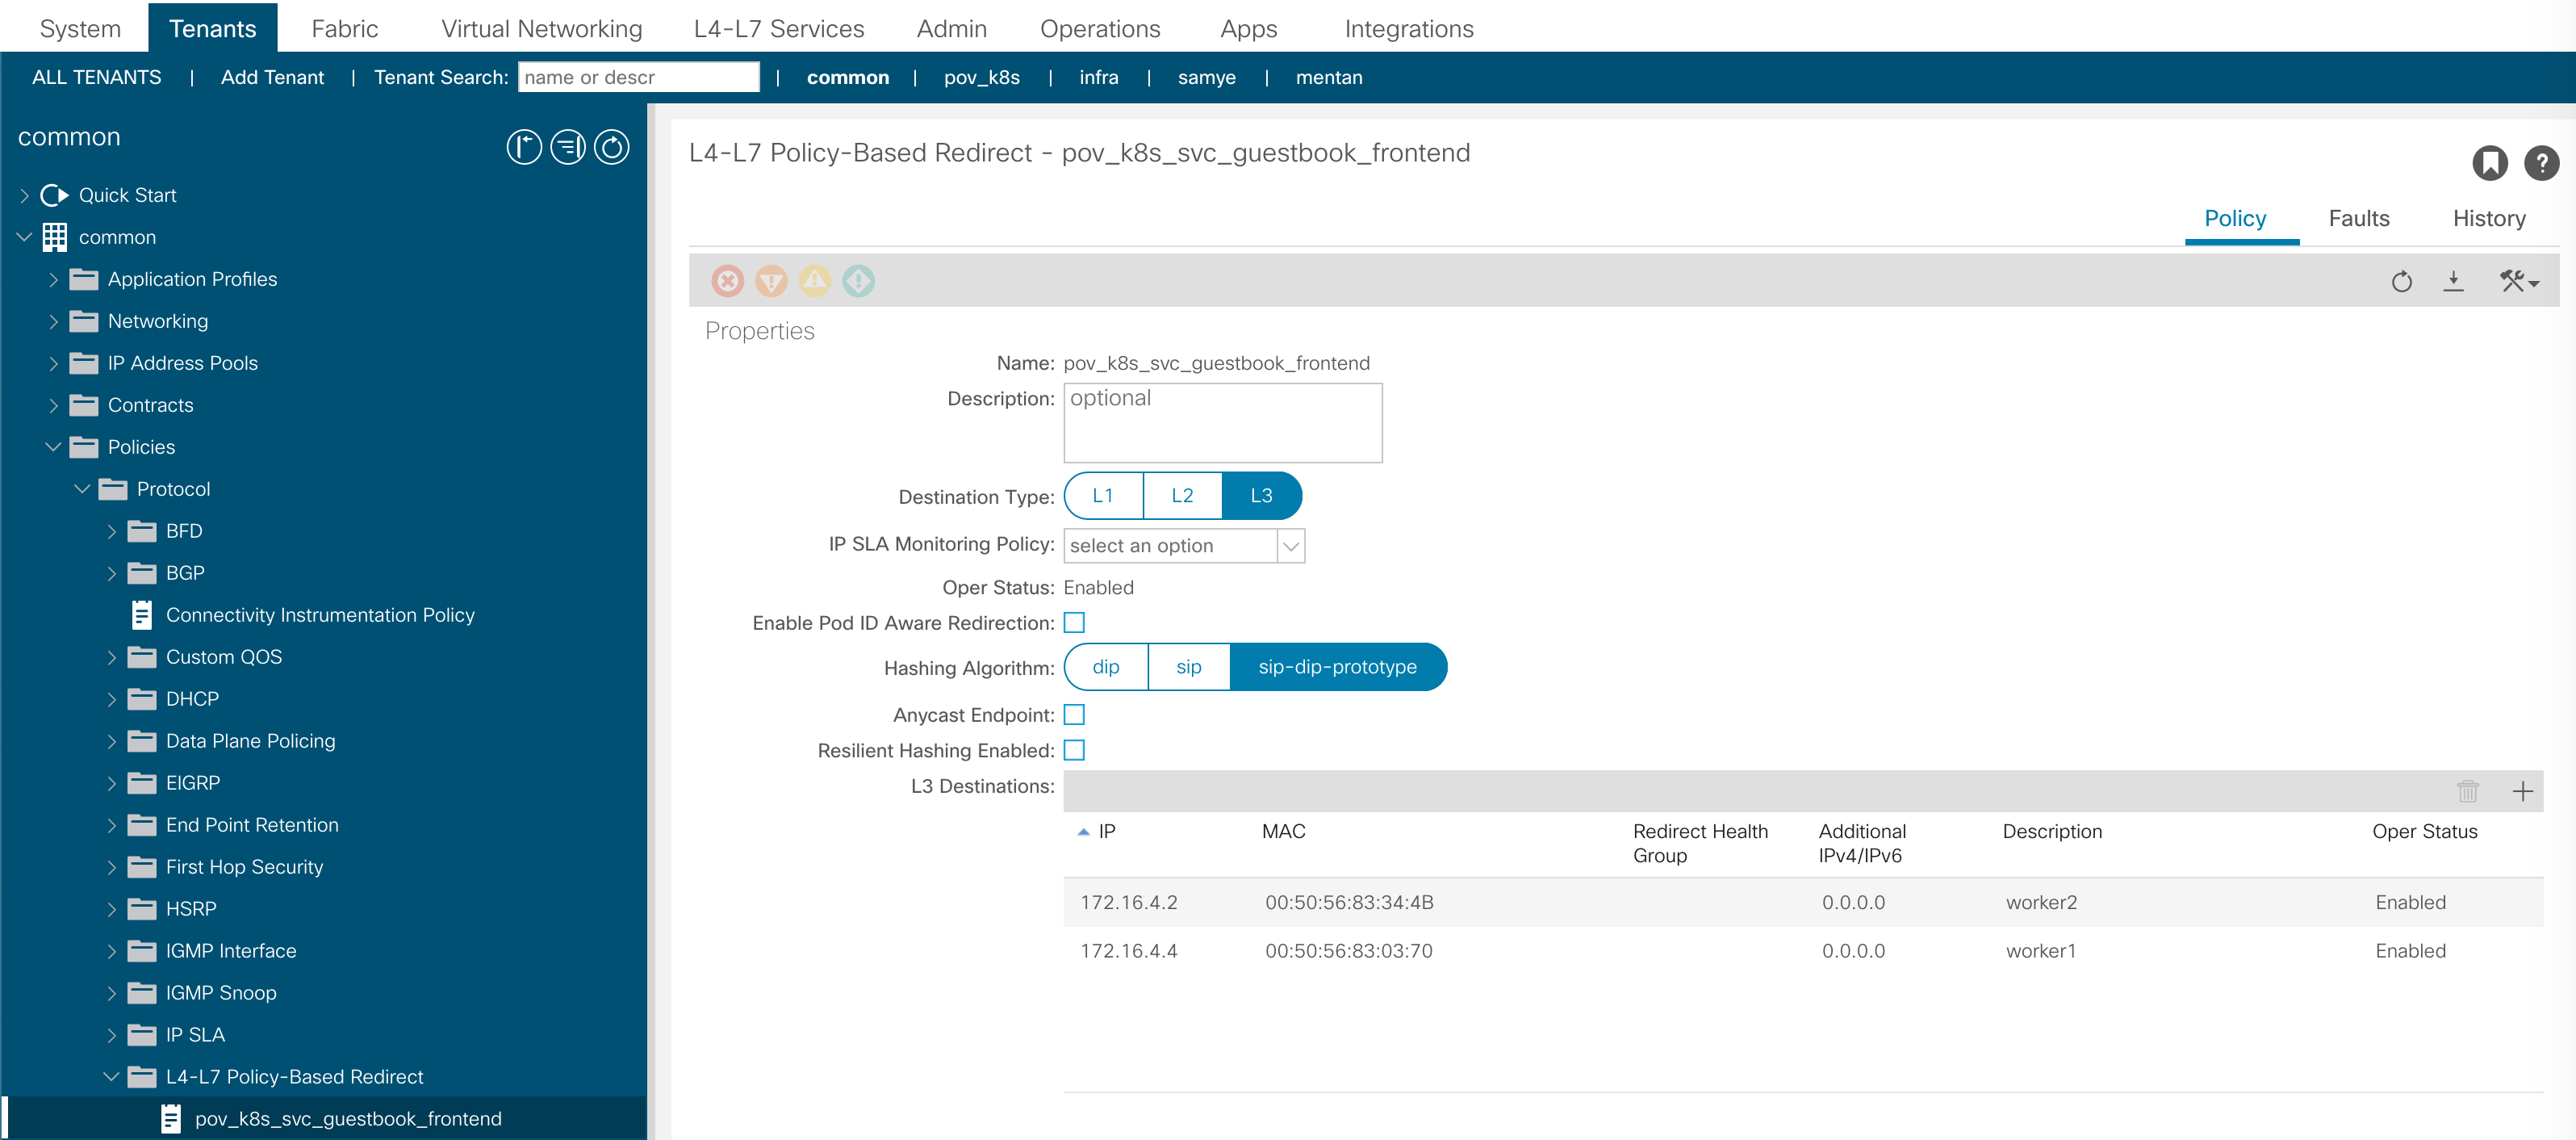 System Tenants Fabric Virtual Networking L4-L7 Services Admin Operations Apps Integrations
ALL TENANTS | Add Tenant | Tenant Search: name or descr | common | pov_k8s | infra | samye | mentan
common
Quick Start
common
Application Profiles
Networking
IP Address Pools
Contracts
Policies
Protocol
BFD
BGP
Connectivity Instrumentation Policy
Custom QOS
DHCP
Data Plane Policing
EIGRP
End Point Retention
First Hop Security
HSRP
IGMP Interface
IGMP Snoop
IP SLA
L4-L7 Policy-Based Redirect
pov_k8s_svc_guestbook_frontend
L4-L7 Policy-Based Redirect - pov_k8s_svc_guestbook_frontend
Policy Faults History
Properties
Name: pov_k8s_svc_guestbook_frontend
Description: optional
Destination Type: L1 L2 L3
IP SLA Monitoring Policy: select an option
Oper Status: Enabled
Enable Pod ID Aware Redirection:
Hashing Algorithm: dip sip sip-dip-prototype
Anycast Endpoint:
Resilient Hashing Enabled:
L3 Destinations:
IP MAC Redirect Health Group Additional IPv4/IPv6 Description Oper Status
172.16.4.2 00:50:56:83:34:4B 0.0.0.0 worker2 Enabled
172.16.4.4 00:50:56:83:03:70 0.0.0.0 worker1 Enabled